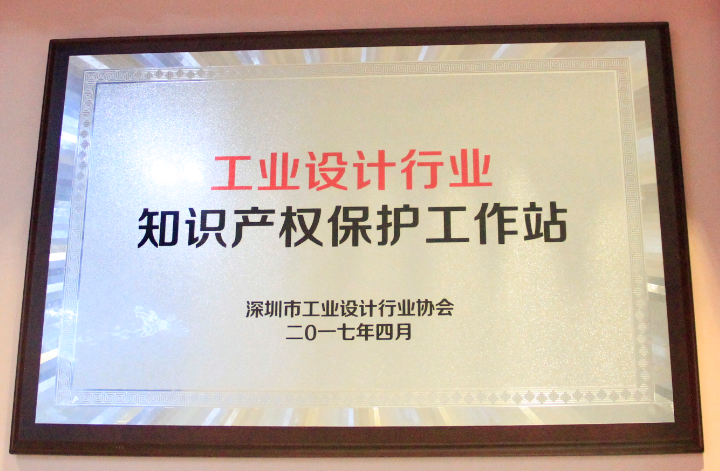 工业设计行业
知识产权保护工作站
深圳市工业设计行业协会
二0一七年四月